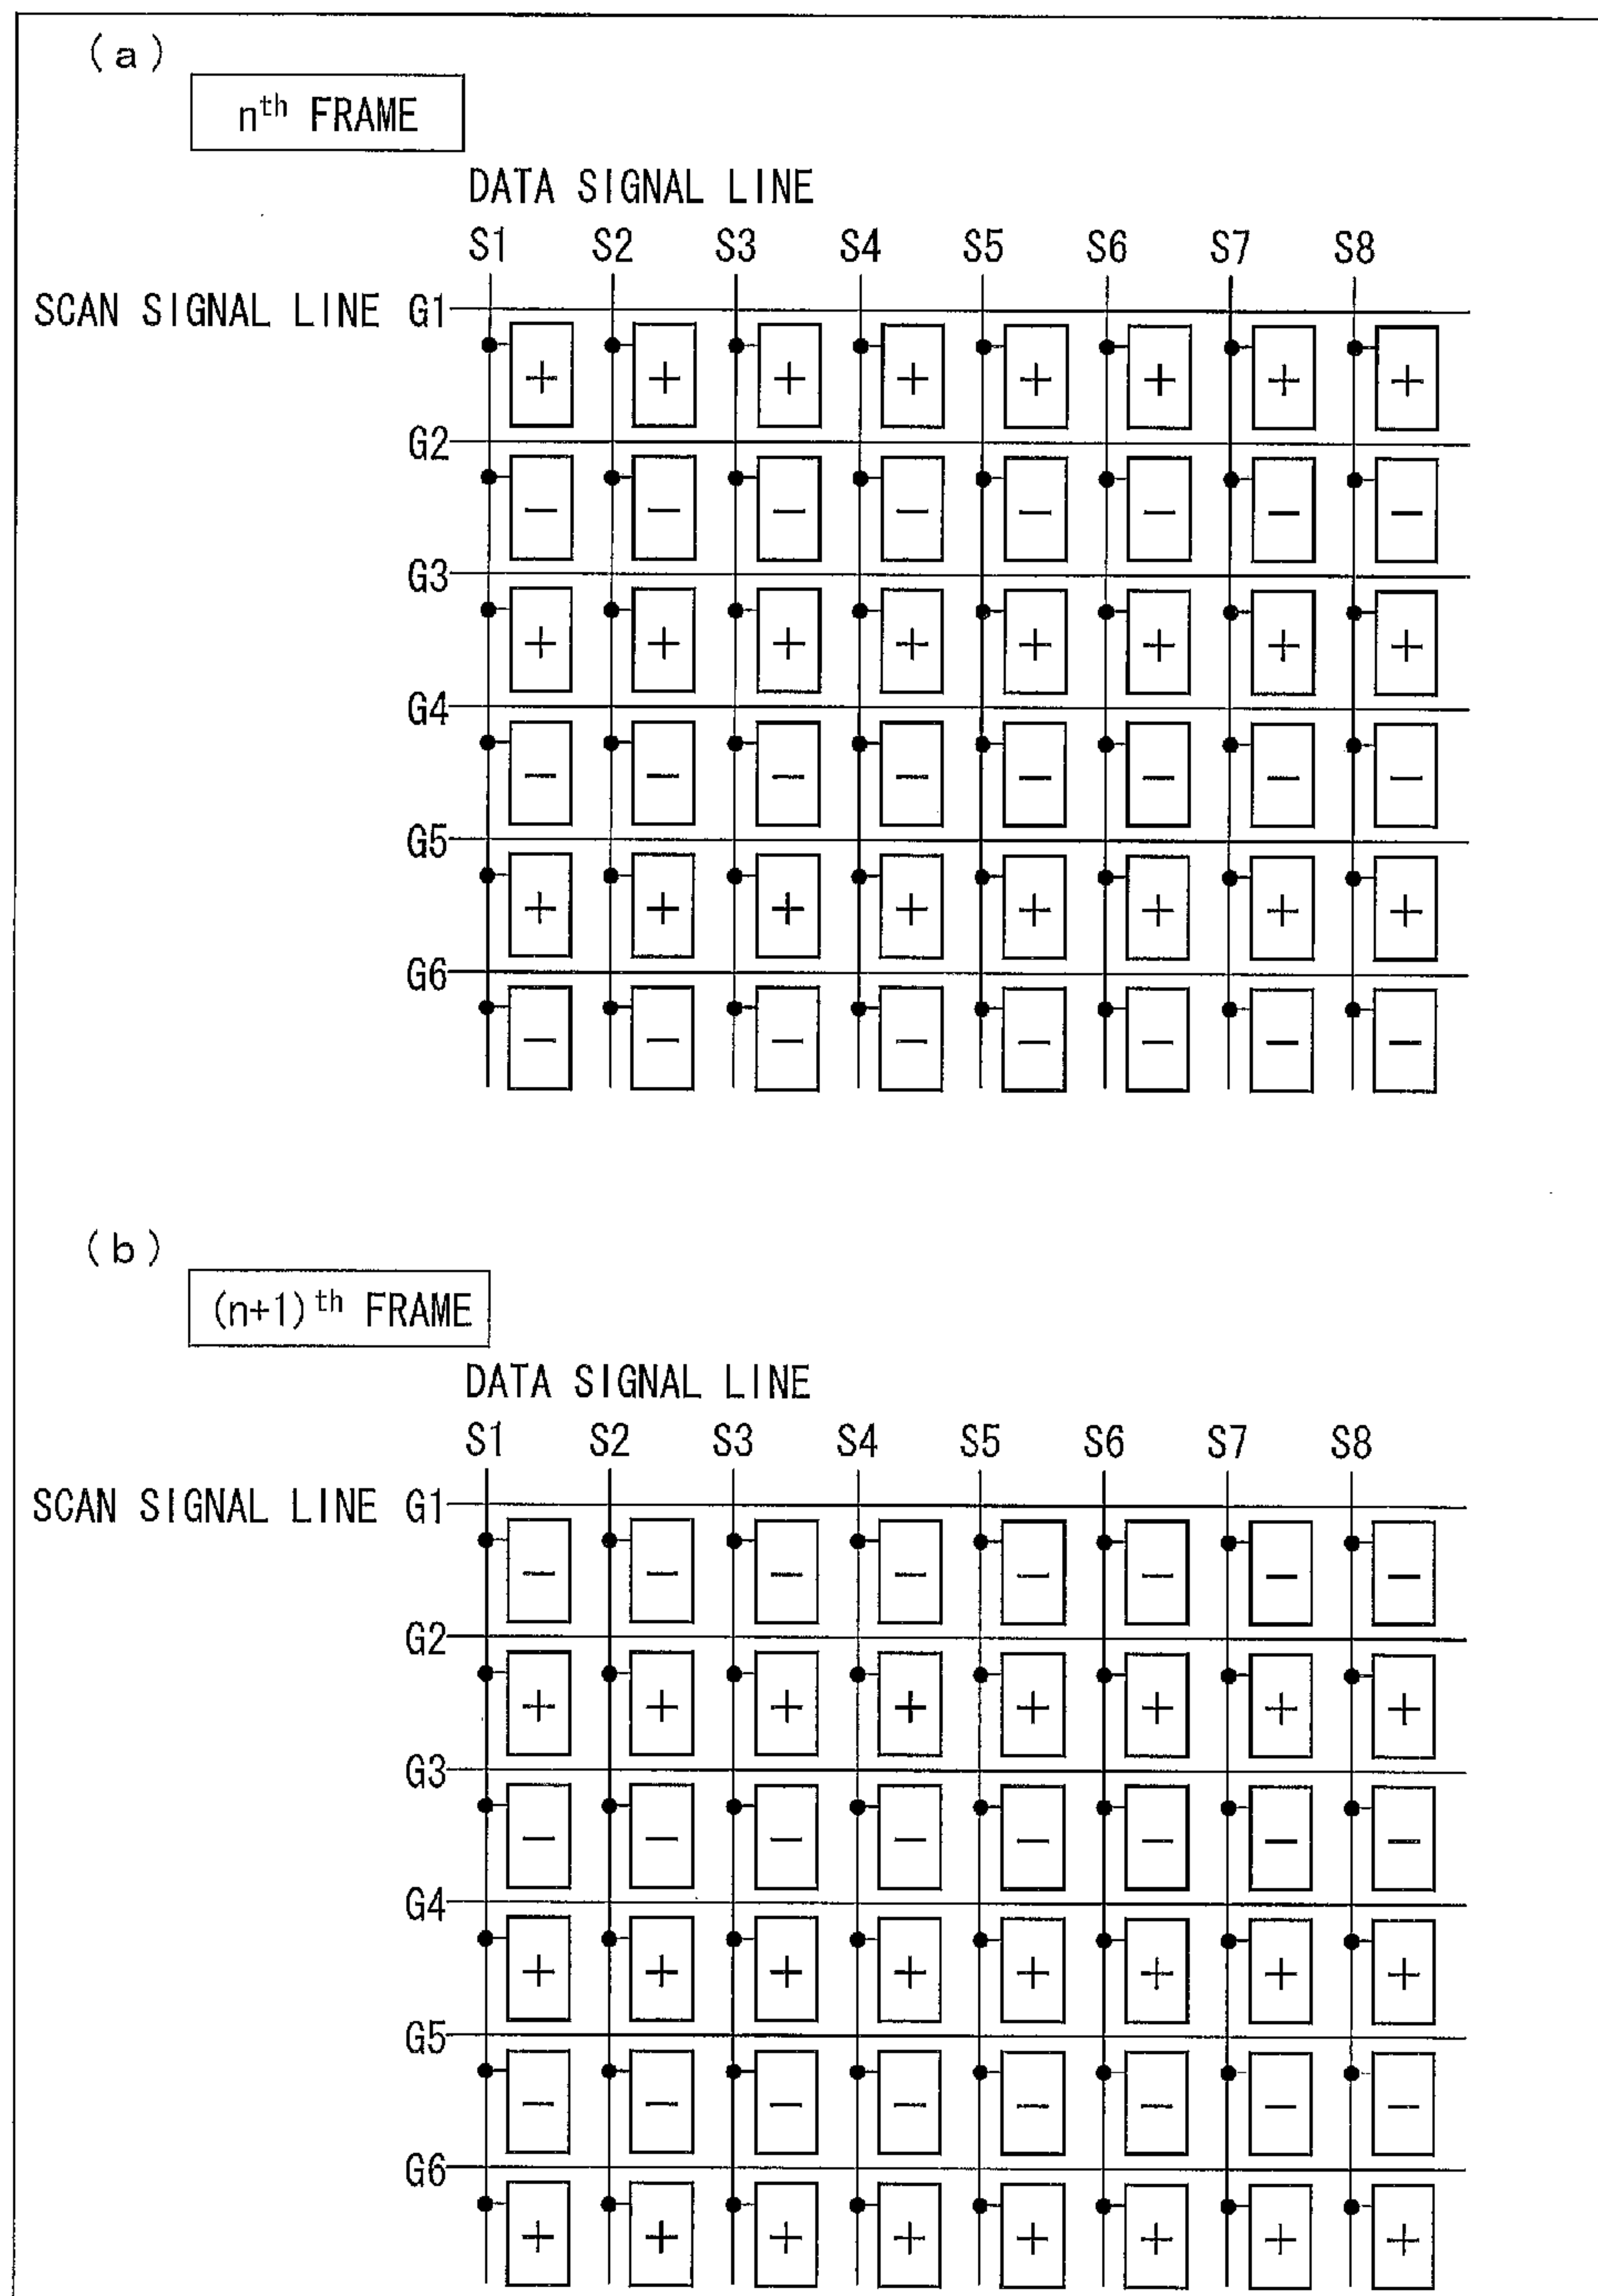 (a)
nth FRAME
DATA SIGNAL LINE
S1 S2 S3 S4 S5 S6 S7 S8
SCAN SIGNAL LINE G1
+ + + + + + + +
G2
− − − − − − − −
G3
+ + + + + + + +
G4
− − − − − − − −
G5
+ + + + + + + +
G6
− − − − − − − −
(b)
(n+1)th FRAME
DATA SIGNAL LINE
S1 S2 S3 S4 S5 S6 S7 S8
SCAN SIGNAL LINE G1
− − − − − − − −
G2
+ + + + + + + +
G3
− − − − − − − −
G4
+ + + + + + + +
G5
− − − − − − − −
G6
+ + + + + + + +